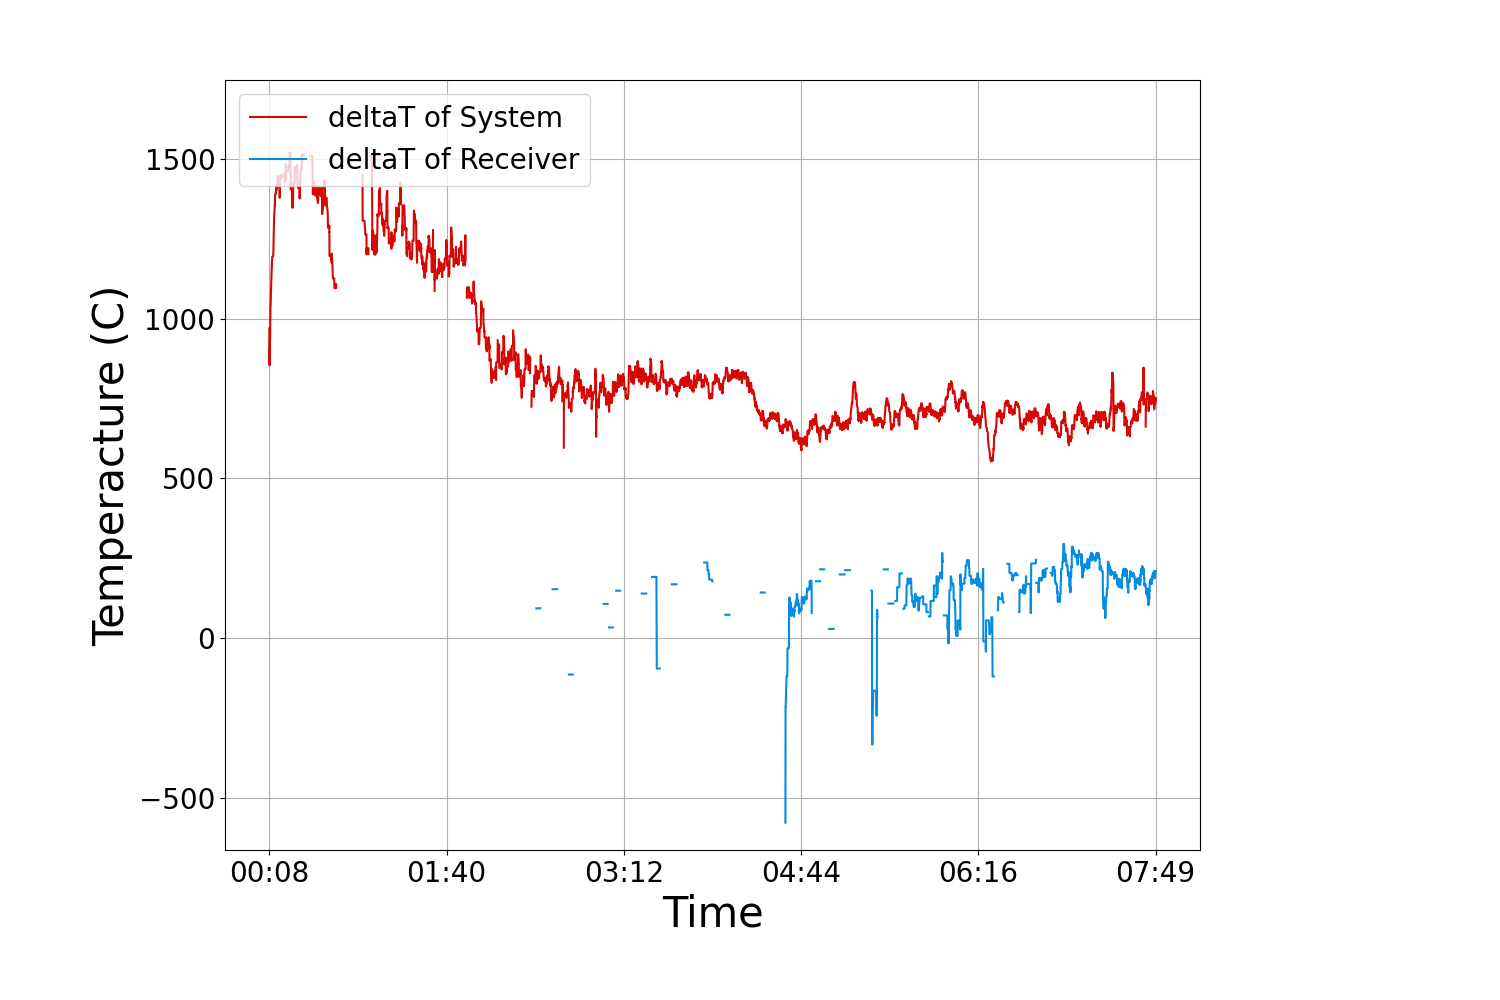 deltaT of System
deltaT of Receiver
1500
1000
500
0
−500
Temperacture (C)
00:08 01:40 03:12 04:44 06:16 07:49
Time